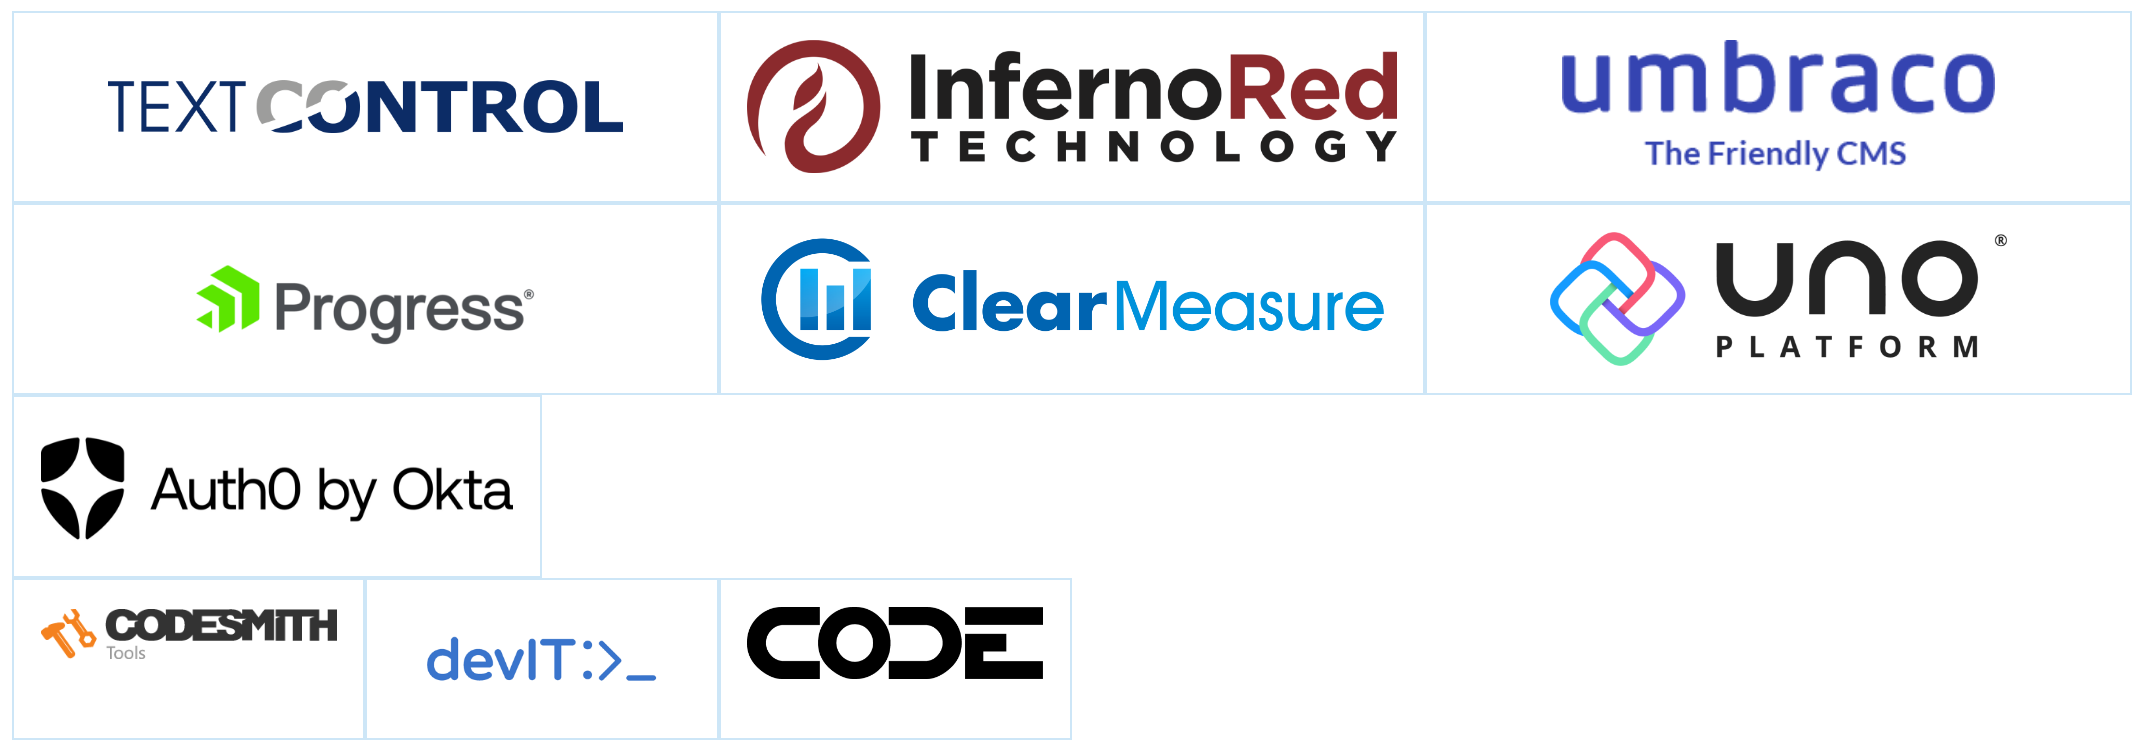 TEXT CONTROL
InfernoRed
TECHNOLOGY
umbraco
The Friendly CMS
Progress®
ClearMeasure
uno®
PLATFORM
Auth0 by Okta
CODESMITH
Tools
devIT:>_
CODE